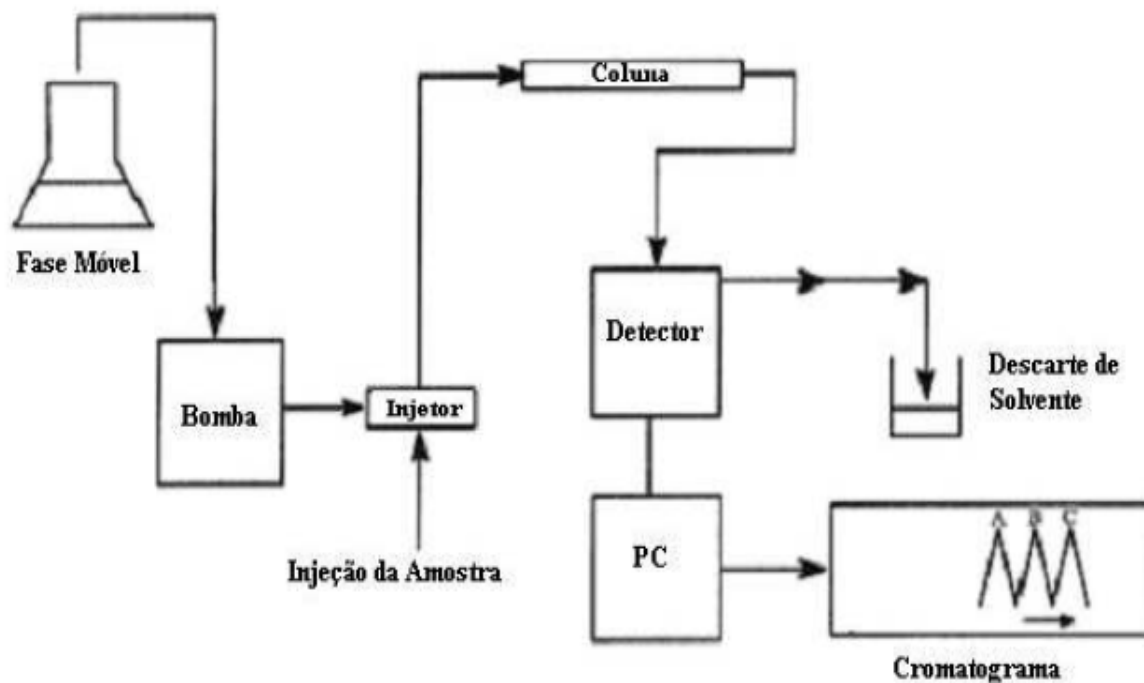 Coluna
Fase Móvel
Bomba
Injetor
Injeção da Amostra
Detector
Descarte de
Solvente
PC
A B C
Cromatograma